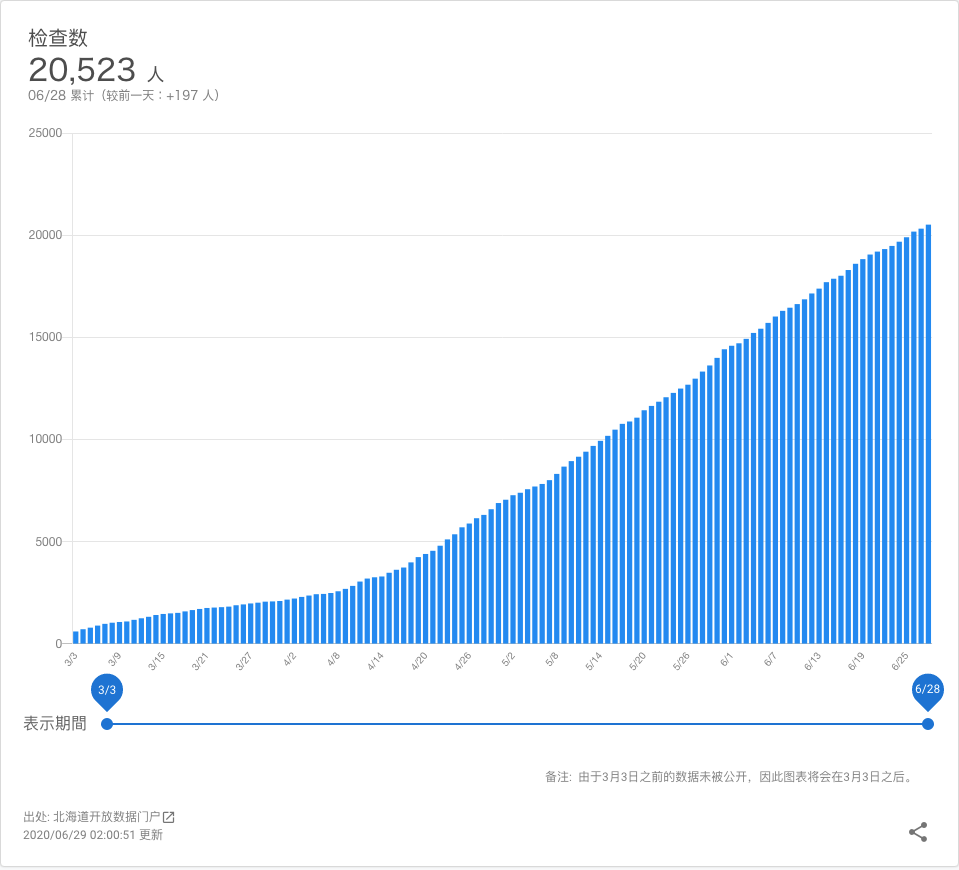 检查数
20,523 人
06/28 累计（较前一天：+197 人）
25000
20000
15000
10000
5000
0
3/3 3/9 3/15 3/21 3/27 4/2 4/8 4/14 4/20 4/26 5/2 5/8 5/14 5/20 5/26 6/1 6/7 6/13 6/19 6/25
3/3 6/28
表示期間
备注: 由于3月3日之前的数据未被公开，因此图表将会在3月3日之后。
出处: 北海道开放数据门户
2020/06/29 02:00:51 更新